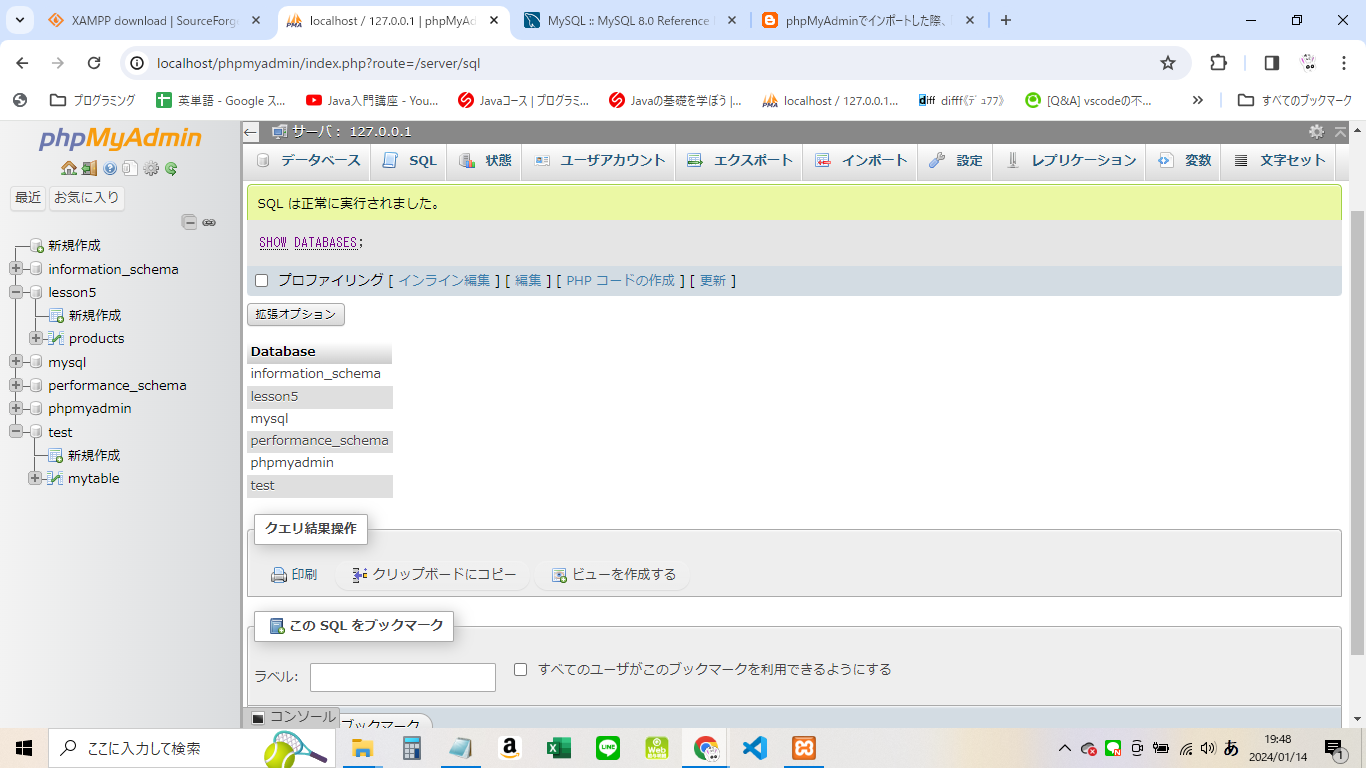 XAMPP download | SourceForg
localhost / 127.0.0.1 | phpMyAd
MySQL :: MySQL 8.0 Reference
phpMyAdminでインポートした際、
localhost/phpmyadmin/index.php?route=/server/sql
プログラミング
英単語 - Google ス...
Java入門講座 - You...
Javaコース | プログラミ...
Javaの基礎を学ぼう |...
localhost / 127.0.0.1...
difff《ﾃﾞｭﾌﾌ》
[Q&A] vscodeの不...
すべてのブックマーク
phpMyAdmin
最近
お気に入り
新規作成
information_schema
lesson5
新規作成
products
mysql
performance_schema
phpmyadmin
test
新規作成
mytable
サーバ： 127.0.0.1
データベース
SQL
状態
ユーザアカウント
エクスポート
インポート
設定
レプリケーション
変数
文字セット
SQL は正常に実行されました。
SHOW DATABASES;
プロファイリング [ インライン編集 ] [ 編集 ] [ PHP コードの作成 ] [ 更新 ]
拡張オプション
Database
information_schema
lesson5
mysql
performance_schema
phpmyadmin
test
クエリ結果操作
印刷
クリップボードにコピー
ビューを作成する
この SQL をブックマーク
ラベル:
すべてのユーザがこのブックマークを利用できるようにする
コンソール
ブックマーク
ここに入力して検索
あ
19:48
2024/01/14
1